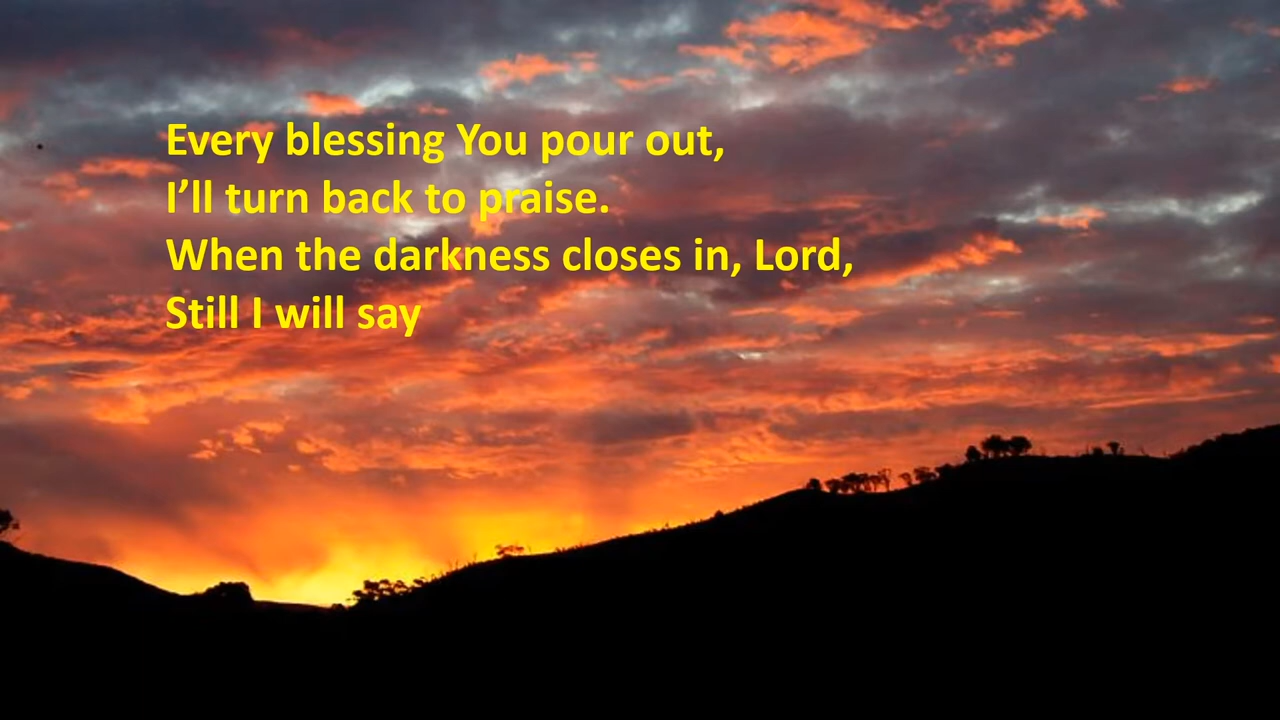 Every blessing You pour out,
I’ll turn back to praise.
When the darkness closes in, Lord,
Still I will say